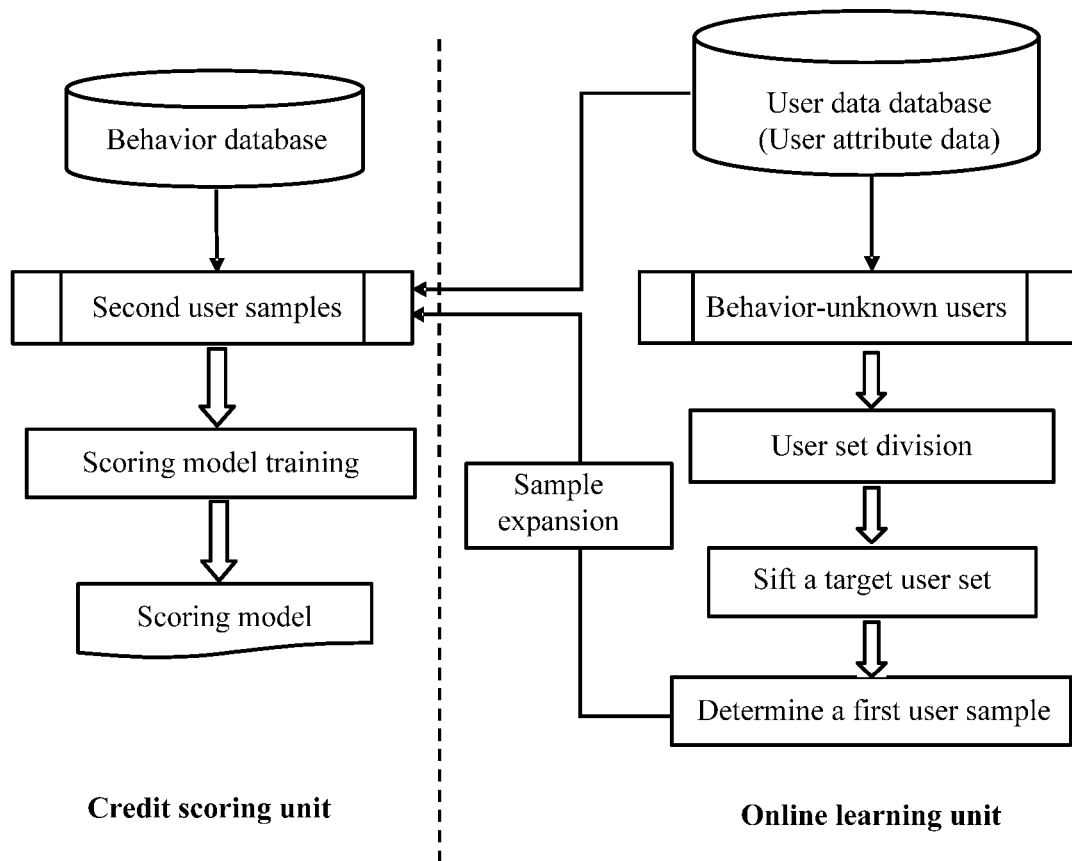 Behavior database
Second user samples
Scoring model training
Scoring model
Credit scoring unit
User data database
(User attribute data)
Behavior-unknown users
User set division
Sift a target user set
Determine a first user sample
Sample
expansion
Online learning unit